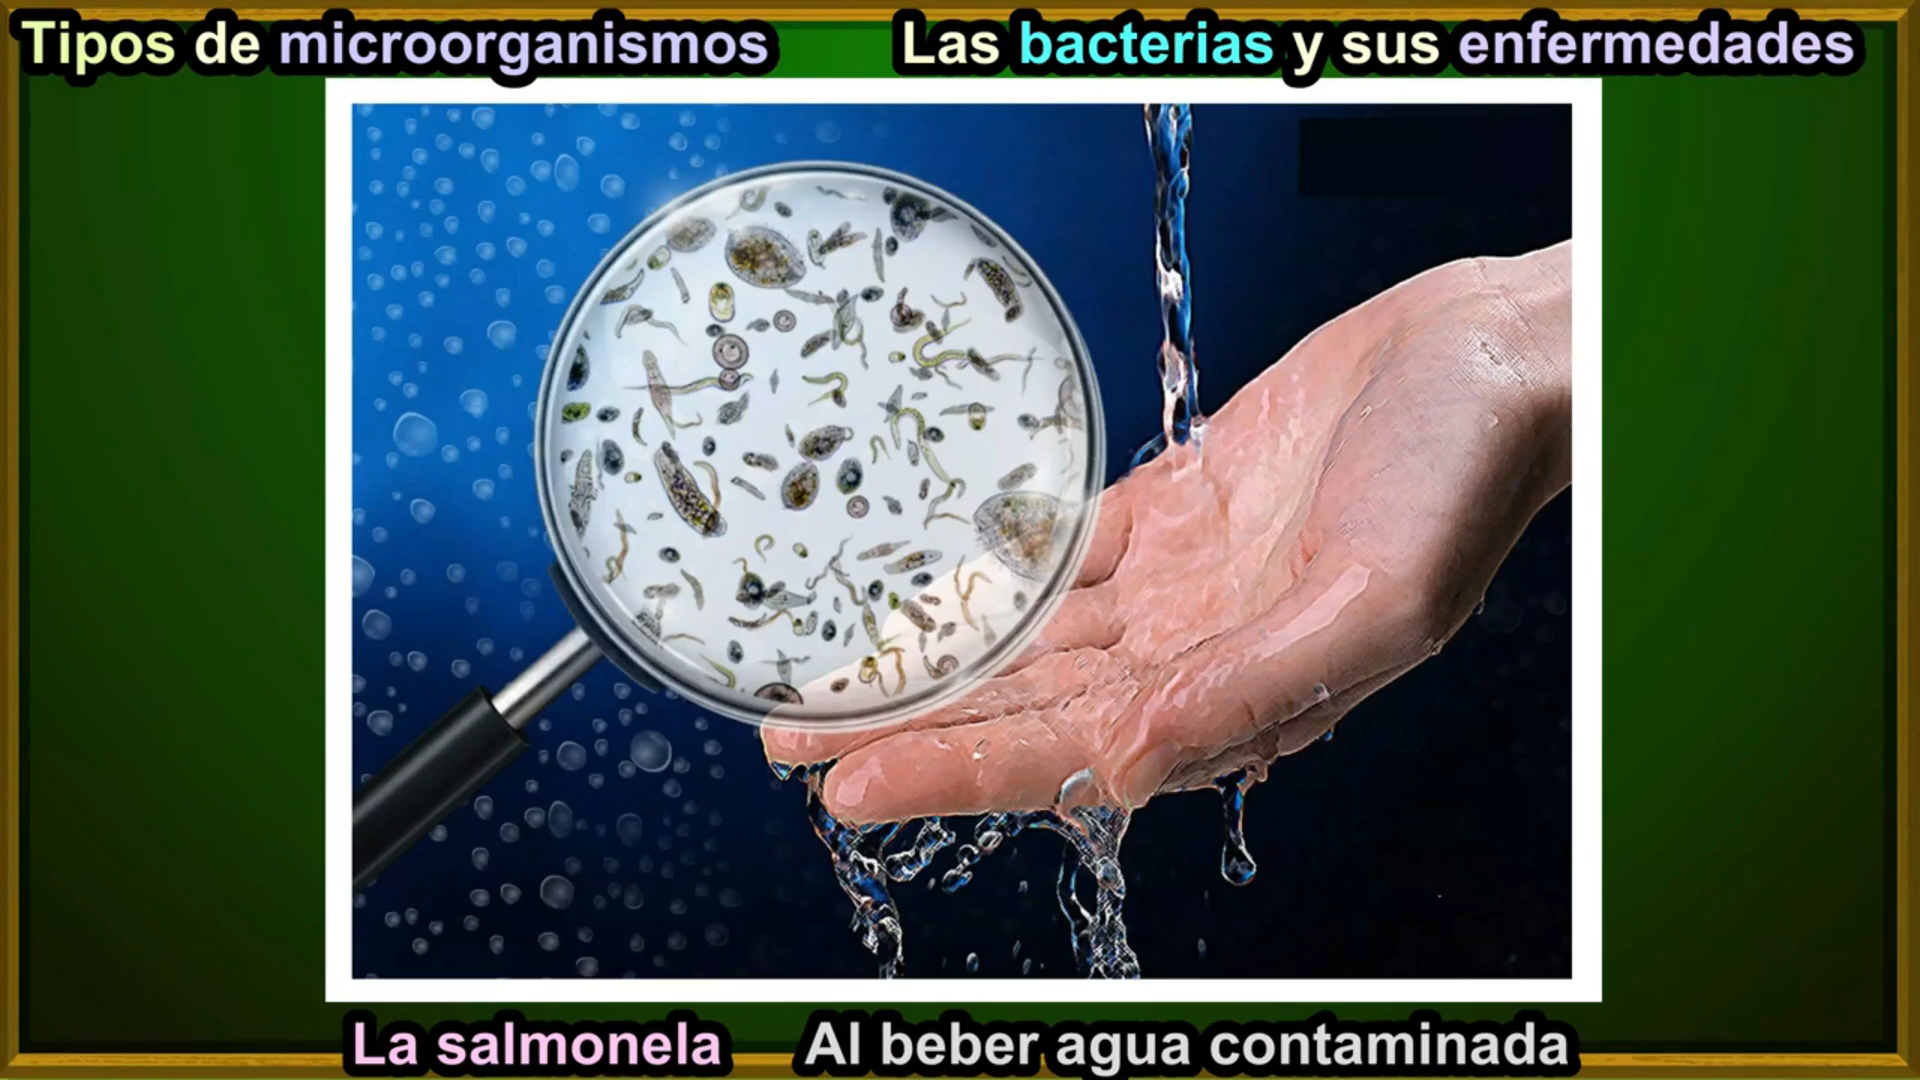 Tipos de microorganismos
Las bacterias y sus enfermedades
La salmonela
Al beber agua contaminada